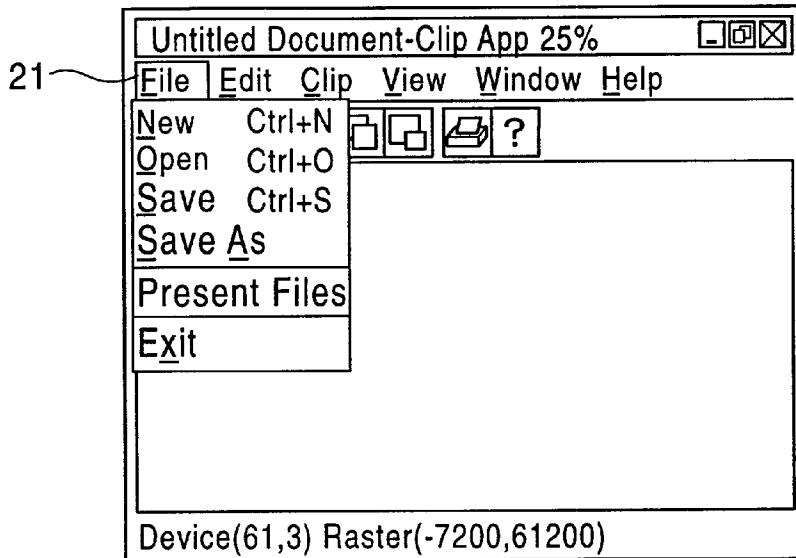 Untitled Document-Clip App 25%
21
File Edit Clip View Window Help
New Ctrl+N
?
Open Ctrl+O
Save Ctrl+S
Save As
Present Files
Exit
Device(61,3) Raster(-7200,61200)